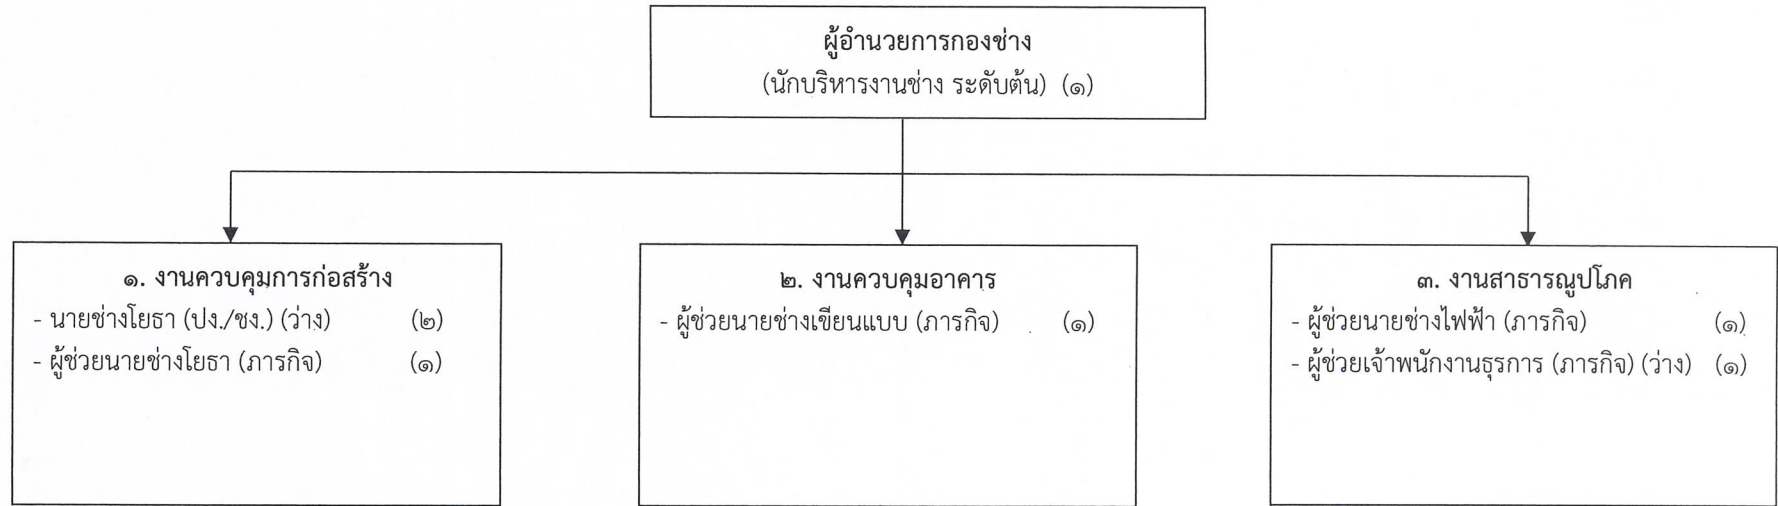 ผู้อำนวยการกองช่าง
(นักบริหารงานช่าง ระดับต้น) (๑)
๑. งานควบคุมการก่อสร้าง
- นายช่างโยธา (ปง./ชง.) (ว่าง) (๒)
- ผู้ช่วยนายช่างโยธา (ภารกิจ) (๑)
๒. งานควบคุมอาคาร
- ผู้ช่วยนายช่างเขียนแบบ (ภารกิจ) (๑)
๓. งานสาธารณูปโภค
- ผู้ช่วยนายช่างไฟฟ้า (ภารกิจ) (๑)
- ผู้ช่วยเจ้าพนักงานธุรการ (ภารกิจ) (ว่าง) (๑)